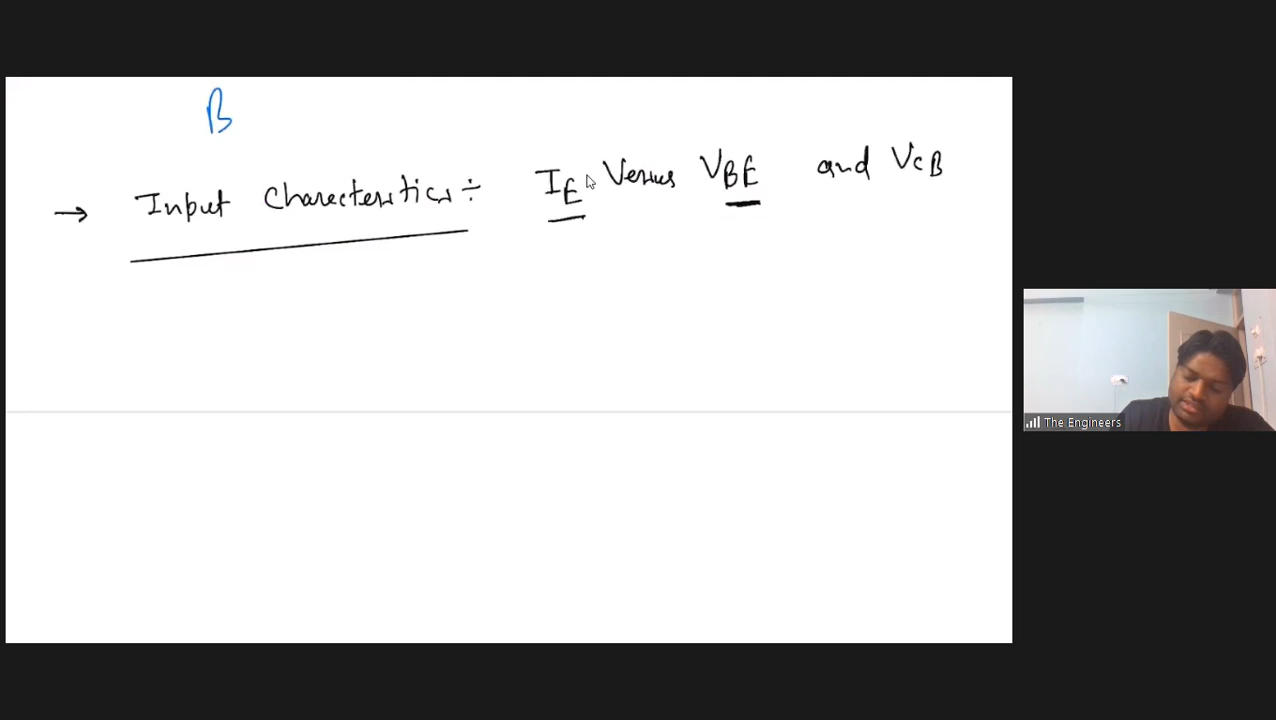 B
→ Input Characteristics ÷ IE Versus VBE and VCB
The Engineers